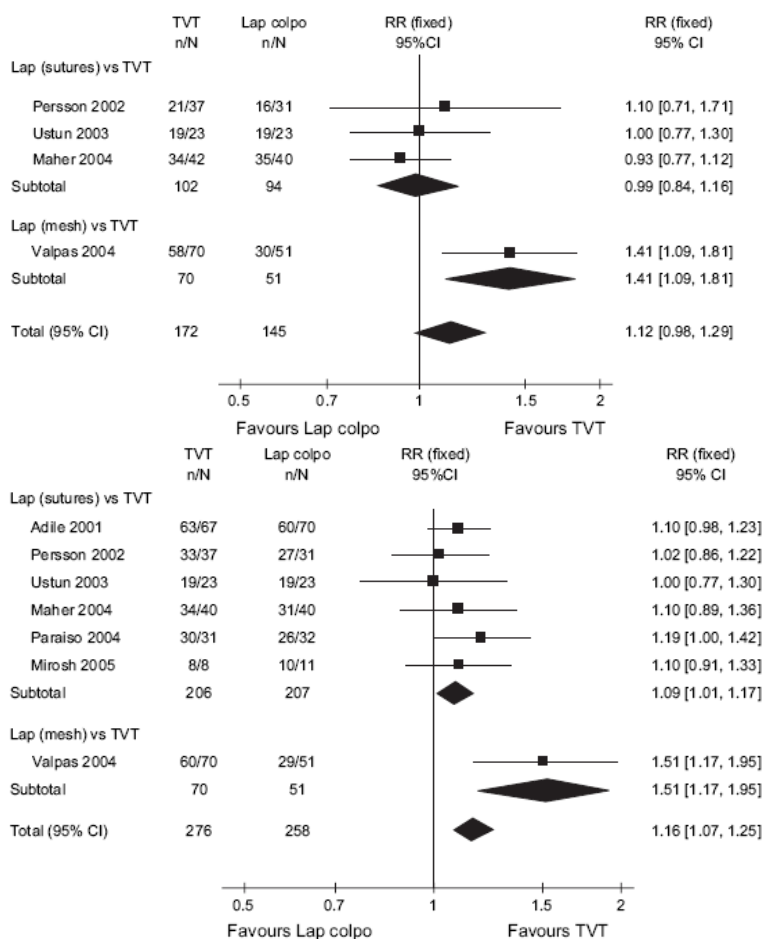 TVT Lap colpo RR (fixed) RR (fixed)
n/N n/N 95%CI 95% CI
Lap (sutures) vs TVT
Persson 2002 21/37 16/31 1.10 [0.71, 1.71]
Ustun 2003 19/23 19/23 1.00 [0.77, 1.30]
Maher 2004 34/42 35/40 0.93 [0.77, 1.12]
Subtotal 102 94 0.99 [0.84, 1.16]
Lap (mesh) vs TVT
Valpas 2004 58/70 30/51 1.41 [1.09, 1.81]
Subtotal 70 51 1.41 [1.09, 1.81]
Total (95% CI) 172 145 1.12 [0.98, 1.29]
0.5 0.7 1 1.5 2
Favours Lap colpo Favours TVT
TVT Lap colpo RR (fixed) RR (fixed)
n/N n/N 95%CI 95% CI
Lap (sutures) vs TVT
Adile 2001 63/67 60/70 1.10 [0.98, 1.23]
Persson 2002 33/37 27/31 1.02 [0.86, 1.22]
Ustun 2003 19/23 19/23 1.00 [0.77, 1.30]
Maher 2004 34/40 31/40 1.10 [0.89, 1.36]
Paraiso 2004 30/31 26/32 1.19 [1.00, 1.42]
Mirosh 2005 8/8 10/11 1.10 [0.91, 1.33]
Subtotal 206 207 1.09 [1.01, 1.17]
Lap (mesh) vs TVT
Valpas 2004 60/70 29/51 1.51 [1.17, 1.95]
Subtotal 70 51 1.51 [1.17, 1.95]
Total (95% CI) 276 258 1.16 [1.07, 1.25]
0.5 0.7 1 1.5 2
Favours Lap colpo Favours TVT